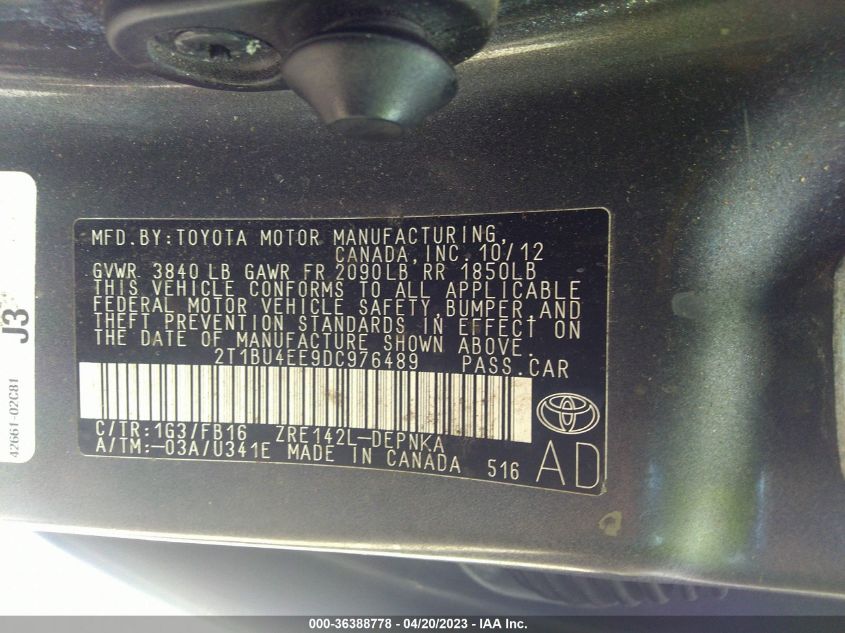 MFD.BY:TOYOTA MOTOR MANUFACTURING,
CANADA,INC. 10/12
GVWR 3840 LB GAWR FR 2090LB RR 1850LB
THIS VEHICLE CONFORMS TO ALL APPLICABLE
FEDERAL MOTOR VEHICLE SAFETY,BUMPER,AND
THEFT PREVENTION STANDARDS IN EFFECT ON
THE DATE OF MANUFACTURE SHOWN ABOVE.
2T1BU4EE9DC976489 PASS.CAR
C/TR:1G3/FB16 ZRE142L-DEPNKA
A/TM:-03A/U341E MADE IN CANADA 516
AD
J3
42661-02C81
000-36388778 - 04/20/2023 - IAA Inc.